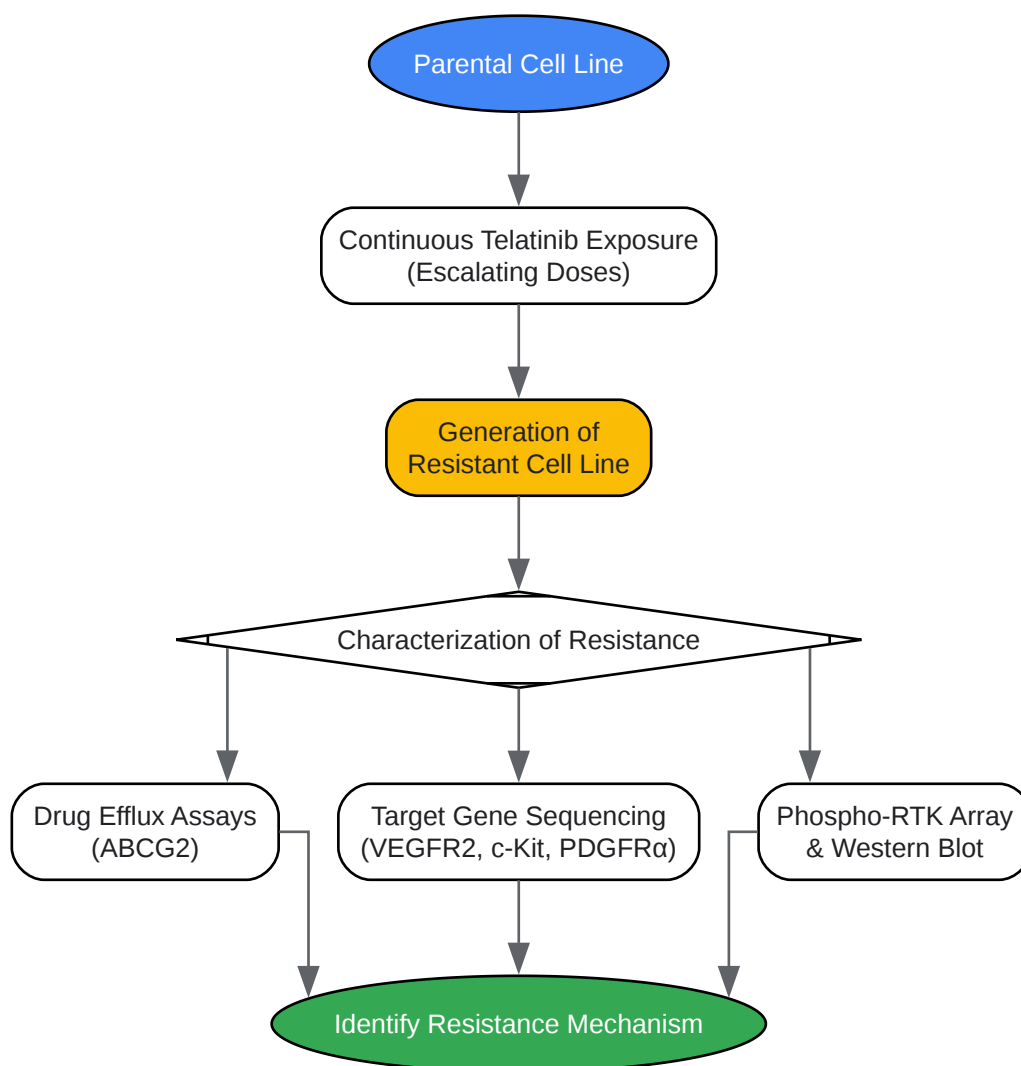 Parental Cell Line
Continuous Telatinib Exposure
(Escalating Doses)
Generation of
Resistant Cell Line
Characterization of Resistance
Drug Efflux Assays
(ABCG2)
Target Gene Sequencing
(VEGFR2, c-Kit, PDGFRα)
Phospho-RTK Array
& Western Blot
Identify Resistance Mechanism